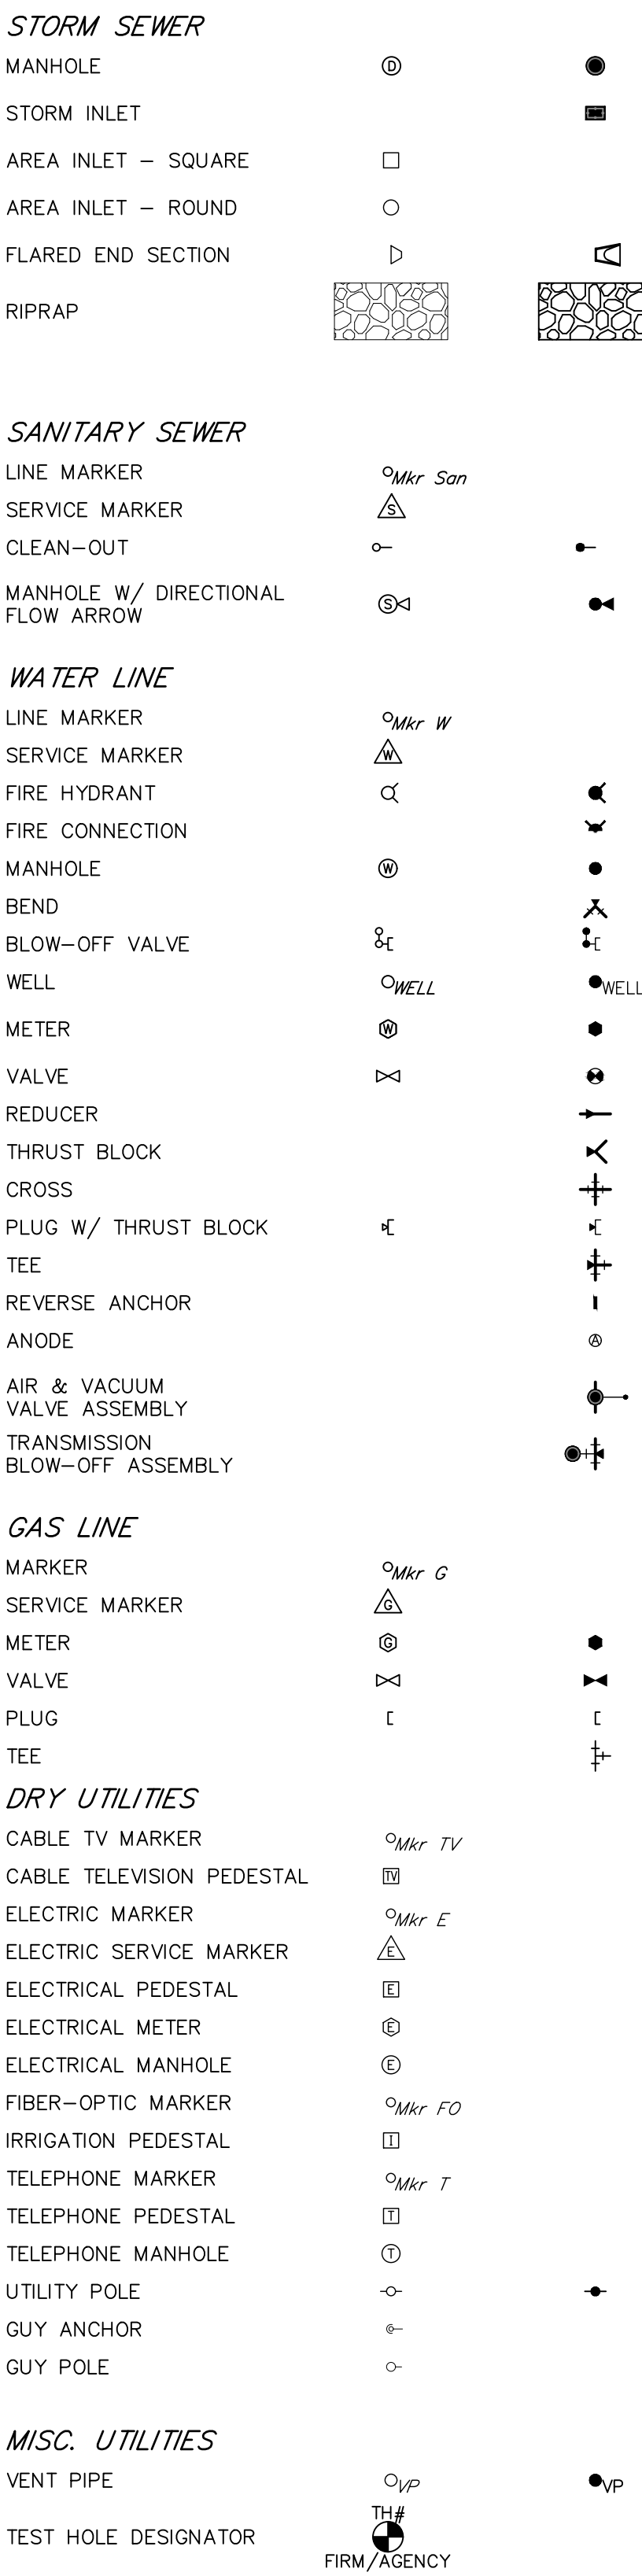 STORM SEWER
MANHOLE D
STORM INLET
AREA INLET – SQUARE
AREA INLET – ROUND
FLARED END SECTION
RIPRAP
SANITARY SEWER
LINE MARKER Mkr San
SERVICE MARKER S
CLEAN–OUT
MANHOLE W/ DIRECTIONAL
FLOW ARROW S
WATER LINE
LINE MARKER Mkr W
SERVICE MARKER W
FIRE HYDRANT
FIRE CONNECTION
MANHOLE W
BEND
BLOW–OFF VALVE
WELL WELL WELL
METER W
VALVE
REDUCER
THRUST BLOCK
CROSS
PLUG W/ THRUST BLOCK
TEE
REVERSE ANCHOR
ANODE A
AIR & VACUUM
VALVE ASSEMBLY
TRANSMISSION
BLOW–OFF ASSEMBLY
GAS LINE
MARKER Mkr G
SERVICE MARKER G
METER G
VALVE
PLUG
TEE
DRY UTILITIES
CABLE TV MARKER Mkr TV
CABLE TELEVISION PEDESTAL TV
ELECTRIC MARKER Mkr E
ELECTRIC SERVICE MARKER E
ELECTRICAL PEDESTAL E
ELECTRICAL METER E
ELECTRICAL MANHOLE E
FIBER–OPTIC MARKER Mkr FO
IRRIGATION PEDESTAL I
TELEPHONE MARKER Mkr T
TELEPHONE PEDESTAL T
TELEPHONE MANHOLE T
UTILITY POLE
GUY ANCHOR
GUY POLE
MISC. UTILITIES
VENT PIPE VP VP
TH#
TEST HOLE DESIGNATOR
FIRM/AGENCY